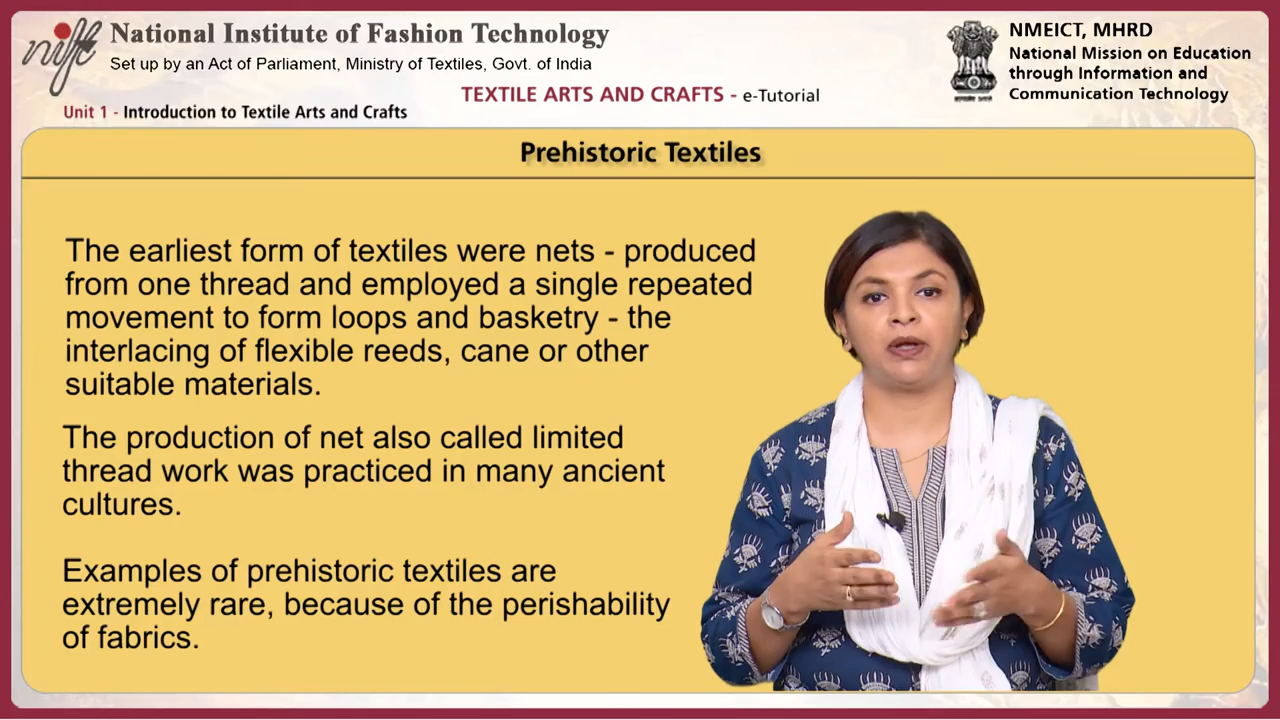 nift
National Institute of Fashion Technology
Set up by an Act of Parliament, Ministry of Textiles, Govt. of India
NMEICT, MHRD
National Mission on Education
through Information and
Communication Technology
TEXTILE ARTS AND CRAFTS - e-Tutorial
Unit 1 - Introduction to Textile Arts and Crafts
Prehistoric Textiles
The earliest form of textiles were nets - produced
from one thread and employed a single repeated
movement to form loops and basketry - the
interlacing of flexible reeds, cane or other
suitable materials.
The production of net also called limited
thread work was practiced in many ancient
cultures.
Examples of prehistoric textiles are
extremely rare, because of the perishability
of fabrics.